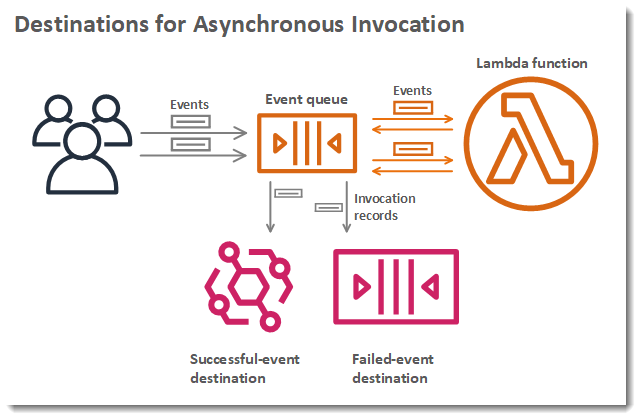 Destinations for Asynchronous Invocation
Lambda function
Events
Event queue
Events
Invocation
records
Successful-event
destination
Failed-event
destination